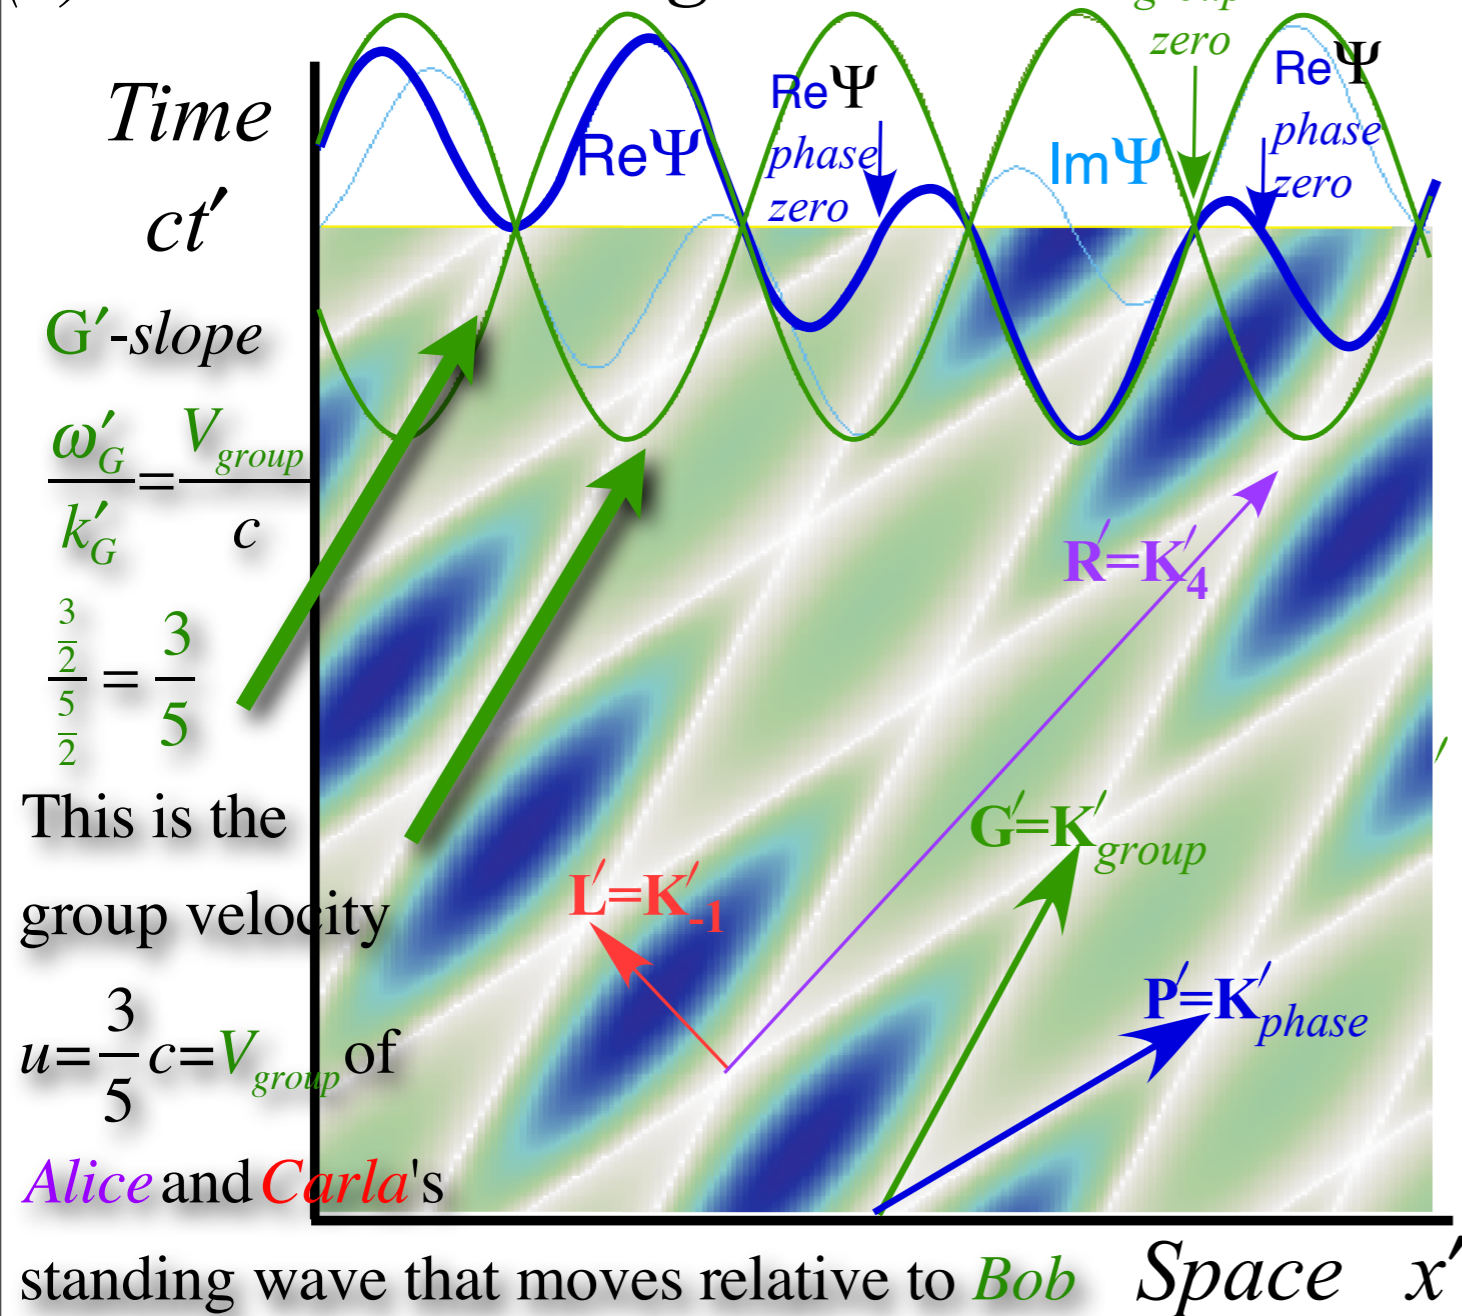 group
zero
Time
ct′
ReΨ
ReΨ
phase
zero
ImΨ
ReΨ
phase
zero
G′-slope
ω′G / k′G = Vgroup / c
3/2 / 5/2 = 3/5
R′=K′4
This is the
group velocity
L′=K′-1
G′=K′group
P′=K′phase
u=3/5 c=Vgroup of
Alice and Carla's
standing wave that moves relative to Bob
Space x′